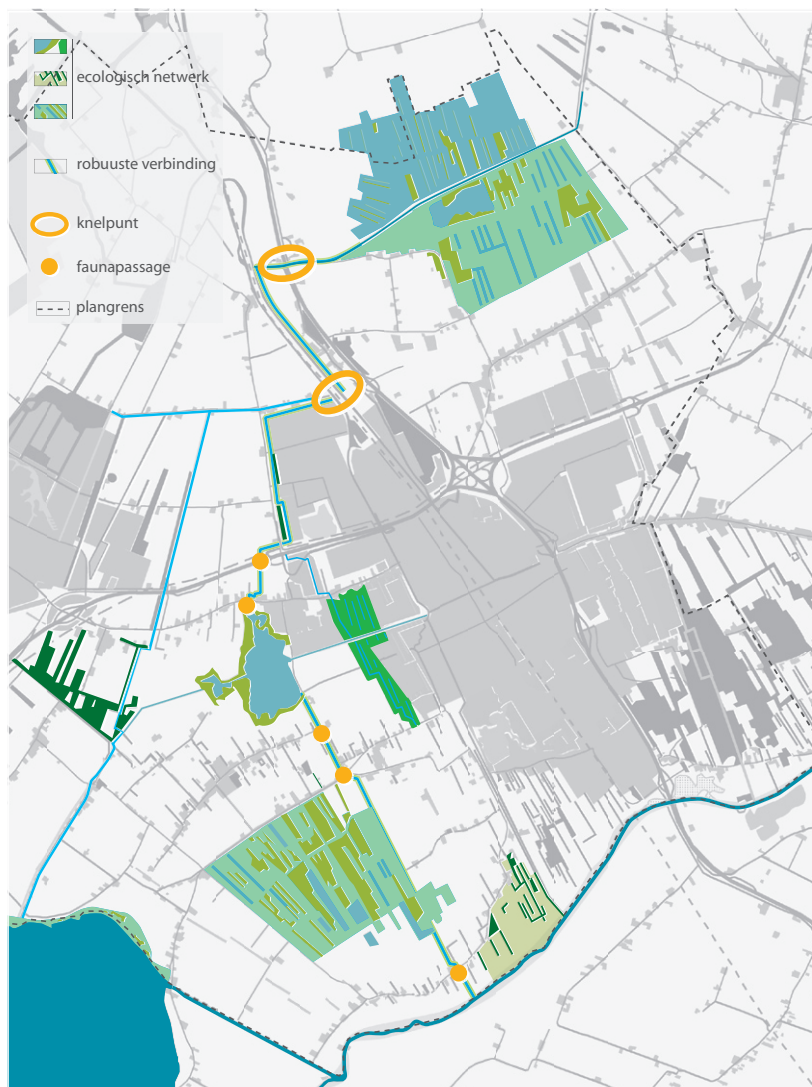 ecologisch netwerk
robuuste verbinding
knelpunt
faunapassage
plangrens